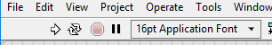 File Edit View Project Operate Tools Window
16pt Application Font